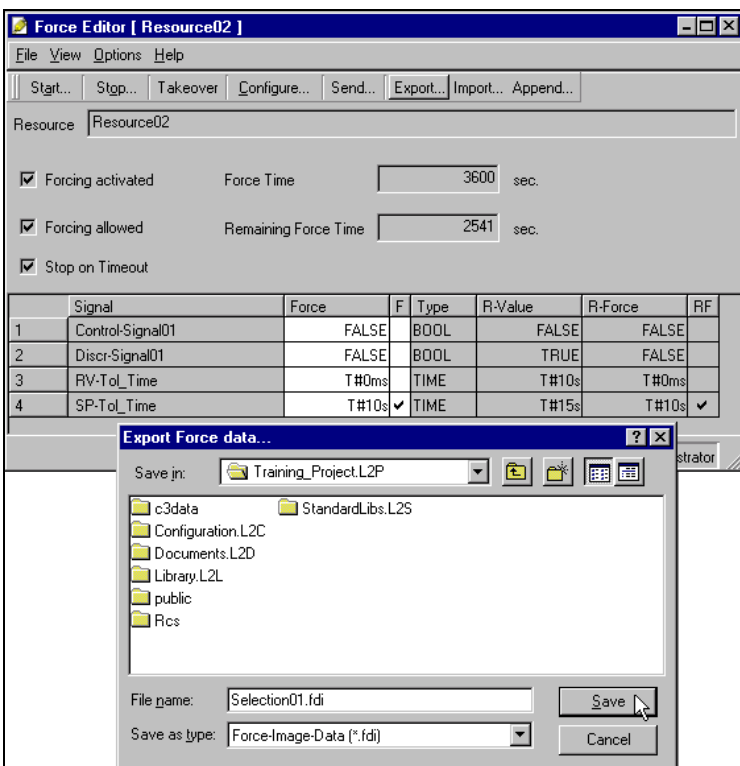 Force Editor [ Resource02 ]
File View Options Help
Start... Stop... Takeover Configure... Send... Export... Import... Append...
Resource Resource02
Forcing activated Force Time 3600 sec.
Forcing allowed Remaining Force Time 2541 sec.
Stop on Timeout
Signal Force F Type R-Value R-Force RF
1 Control-Signal01 FALSE BOOL FALSE FALSE
2 Discr-Signal01 FALSE BOOL TRUE FALSE
3 RV-Tol_Time T#0ms TIME T#10s T#0ms
4 SP-Tol_Time T#10s ✔ TIME T#15s T#10s ✔
Export Force data...
strator
Save in: Training_Project.L2P
c3data StandardLibs.L2S
Configuration.L2C
Documents.L2D
Library.L2L
public
Rcs
File name: Selection01.fdi Save
Save as type: Force-Image-Data (*.fdi) Cancel